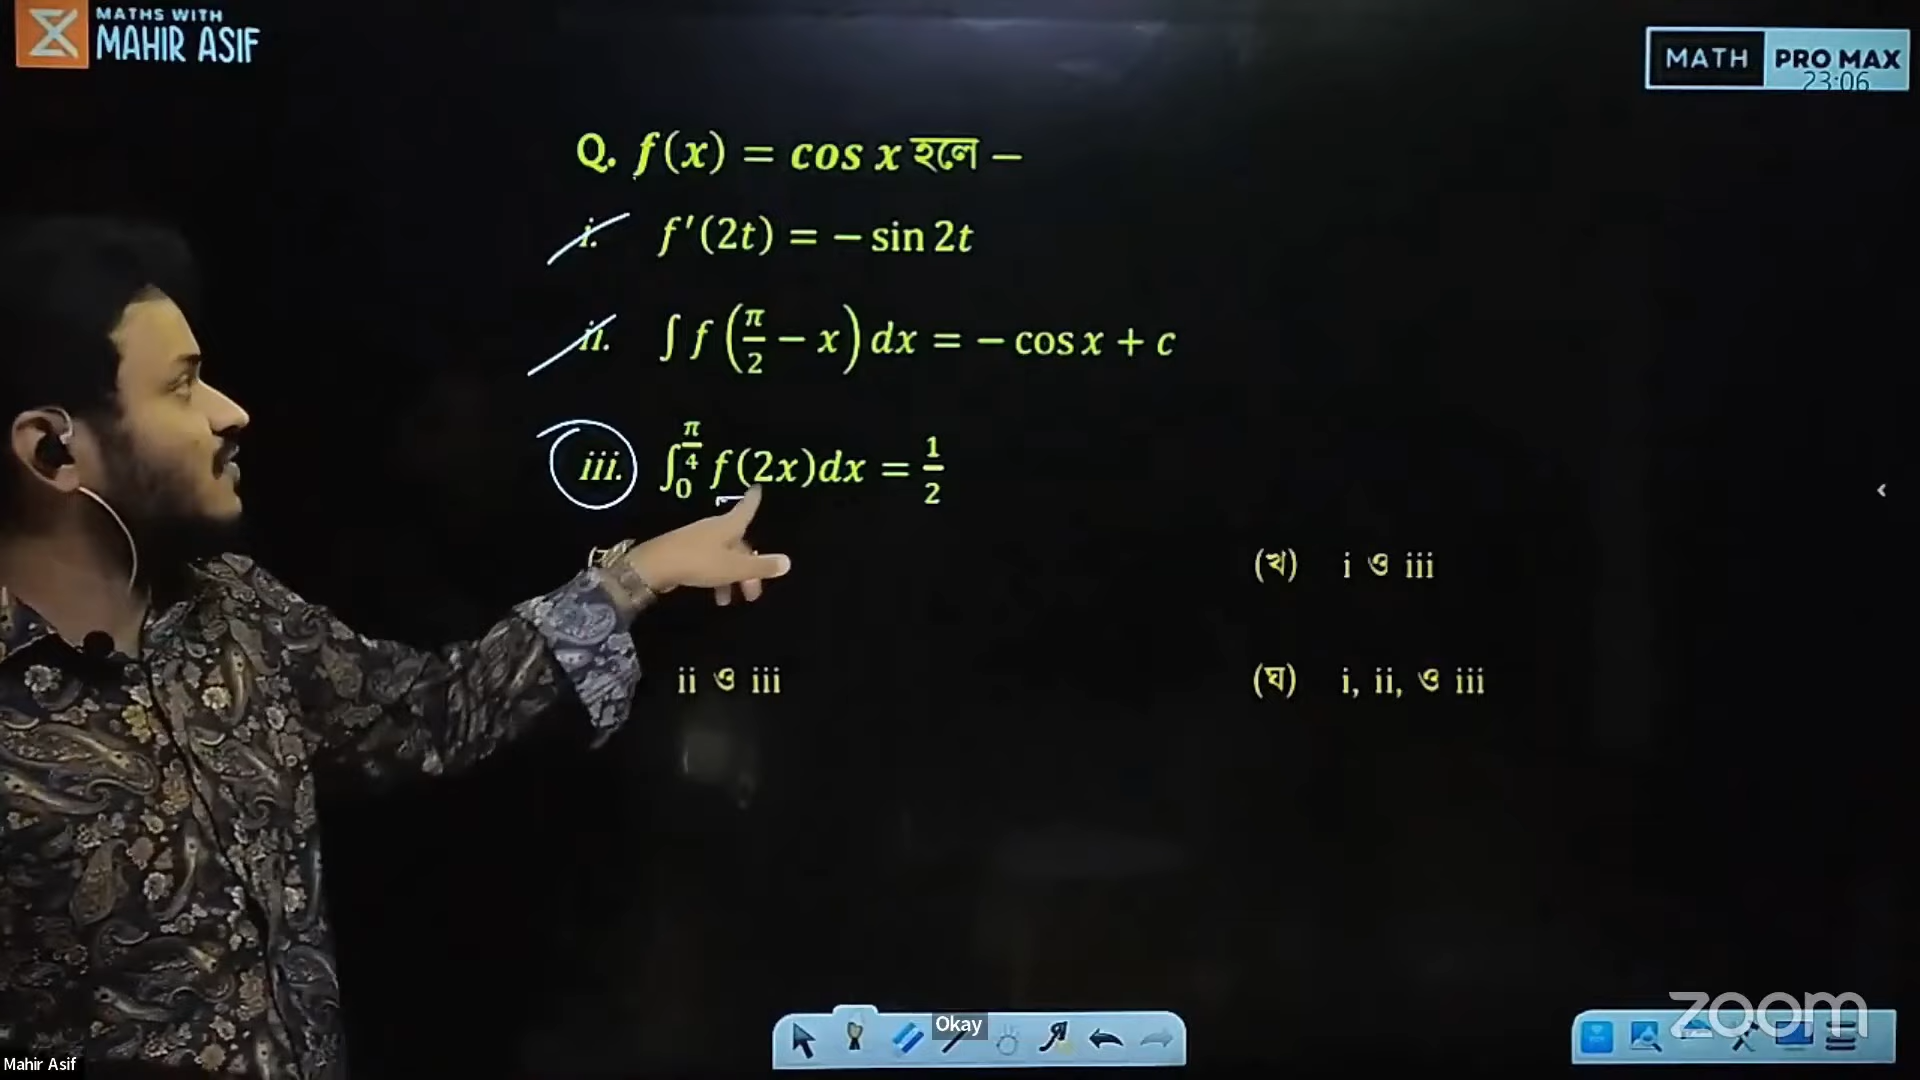 MATHS WITH
MAHIR ASIF
MATH PRO MAX
23:06
Q. f(x) = cos x হলে −
i. f′(2t) = − sin 2t
ii. ∫ f(π/2 − x) dx = − cos x + c
iii. ∫₀^(π/4) f(2x)dx = 1/2
(খ) i ও iii
ii ও iii
(ঘ) i, ii, ও iii
zoom
Okay
Mahir Asif